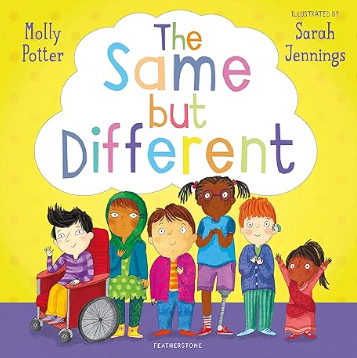 Molly
Potter
The
Same
but
Different
ILLUSTRATED BY
Sarah
Jennings
FEATHERSTONE